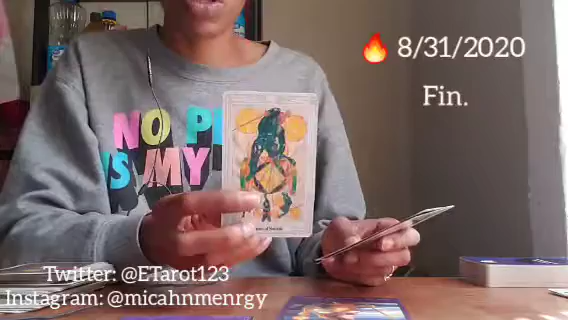 🔥 8/31/2020
Fin.
NO P
IS MY
Twitter: @ETarot123
Instagram: @micahnmenrgy